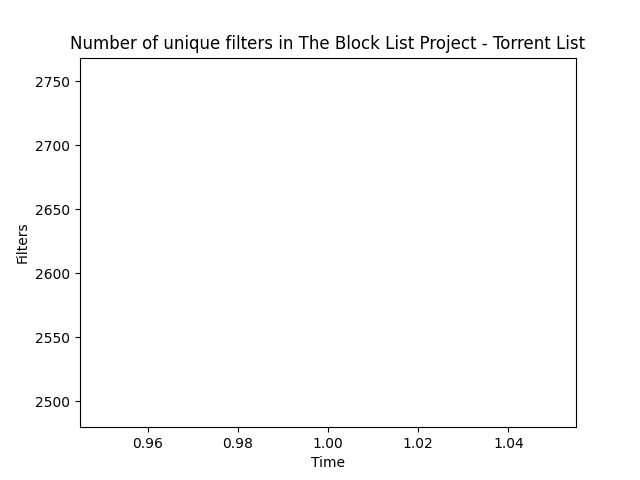 Number of unique filters in The Block List Project - Torrent List
2750
2700
2650
2600
2550
2500
Filters
0.96 0.98 1.00 1.02 1.04
Time